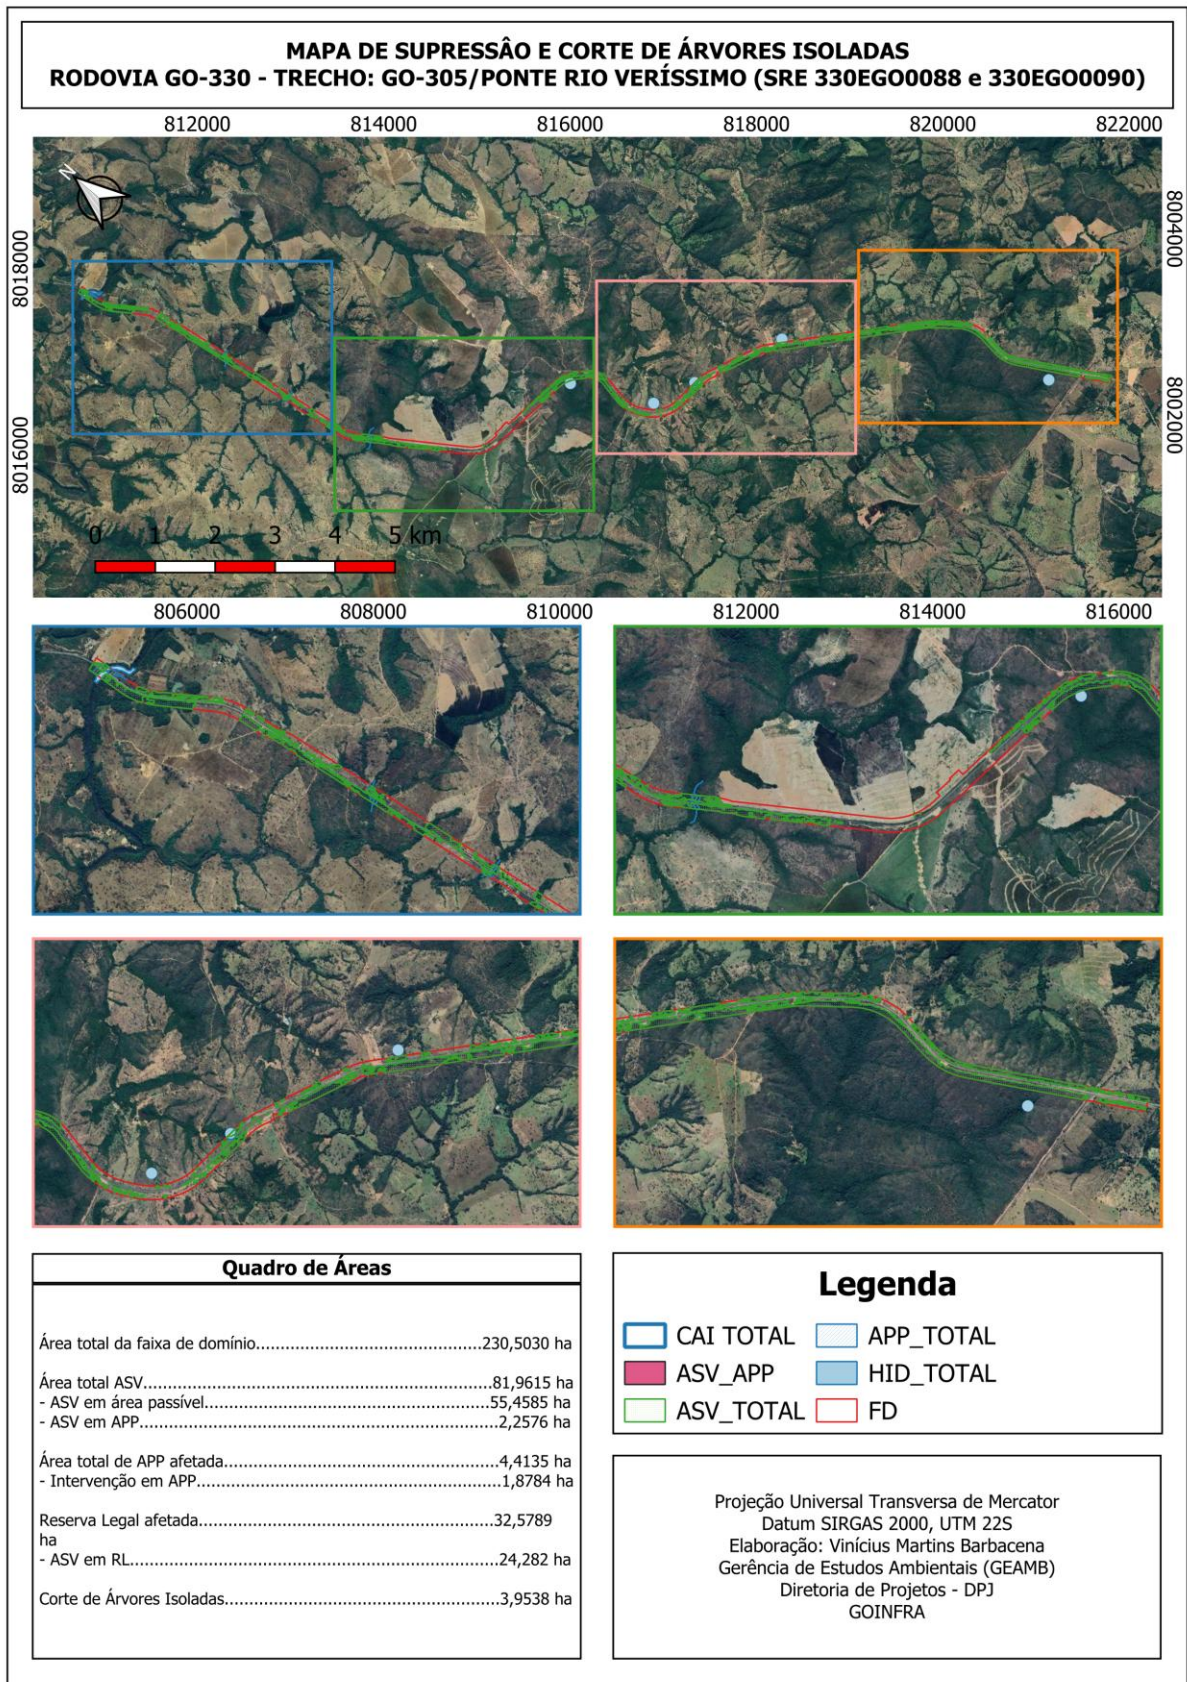 MAPA DE SUPRESSÂO E CORTE DE ÁRVORES ISOLADAS
RODOVIA GO-330 - TRECHO: GO-305/PONTE RIO VERÍSSIMO (SRE 330EGO0088 e 330EGO0090)
812000 814000 816000 818000 820000 822000
N
8018000
8016000
8004000
8002000
0 1 2 3 4 5 km
806000 808000 810000 812000 814000 816000
Quadro de Áreas
Área total da faixa de domínio..............................................230,5030 ha
Área total ASV.......................................................................81,9615 ha
- ASV em área passível..........................................................55,4585 ha
- ASV em APP........................................................................2,2576 ha
Área total de APP afetada........................................................4,4135 ha
- Intervenção em APP.............................................................1,8784 ha
Reserva Legal afetada.............................................................32,5789
ha
- ASV em RL...........................................................................24,282 ha
Corte de Árvores Isoladas........................................................3,9538 ha
Legenda
CAI TOTAL
ASV_APP
ASV_TOTAL
APP_TOTAL
HID_TOTAL
FD
Projeção Universal Transversa de Mercator
Datum SIRGAS 2000, UTM 22S
Elaboração: Vinícius Martins Barbacena
Gerência de Estudos Ambientais (GEAMB)
Diretoria de Projetos - DPJ
GOINFRA